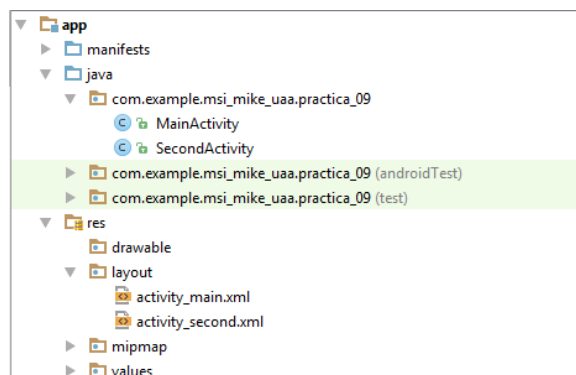 app
manifests
java
com.example.msi_mike_uaa.practica_09
C MainActivity
C SecondActivity
com.example.msi_mike_uaa.practica_09 (androidTest)
com.example.msi_mike_uaa.practica_09 (test)
res
drawable
layout
activity_main.xml
activity_second.xml
mipmap
values